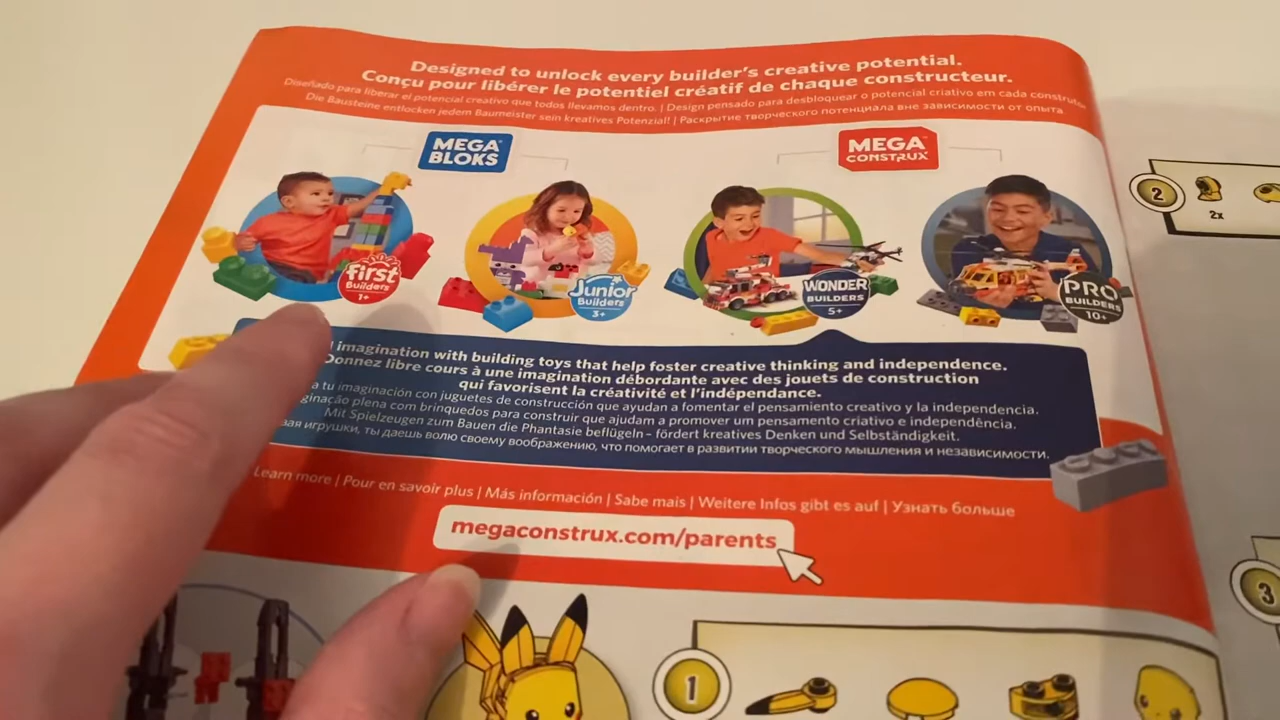 Designed to unlock every builder's creative potential.
Conçu pour libérer le potentiel créatif de chaque constructeur.
Diseñado para liberar el potencial creativo que todos llevamos dentro. | Design pensado para desbloquear o potencial criativo em cada construtor.
Die Bausteine entlocken jedem Baumeister sein kreatives Potenzial! | Раскрытие творческого потенциала вне зависимости от опыта
MEGA
BLOKS
MEGA
CONSTRUX
first
Builders
1+
Junior
Builders
3+
WONDER
BUILDERS
5+
PRO
BUILDERS
10+
imagination with building toys that help foster creative thinking and independence.
Donnez libre cours à une imagination débordante avec des jouets de construction
qui favorisent la créativité et l'indépendance.
a tu imaginación con juguetes de construcción que ayudan a fomentar el pensamiento creativo y la independencia.
ginação plena com brinquedos para construir que ajudam a promover um pensamento criativo e independência.
Mit Spielzeugen zum Bauen die Phantasie beflügeln – fördert kreatives Denken und Selbständigkeit.
вая игрушки, ты даешь волю своему воображению, что помогает в развитии творческого мышления и независимости.
Learn more | Pour en savoir plus | Más información | Sabe mais | Weitere Infos gibt es auf | Узнать больше
megaconstrux.com/parents
1
2
2x
3